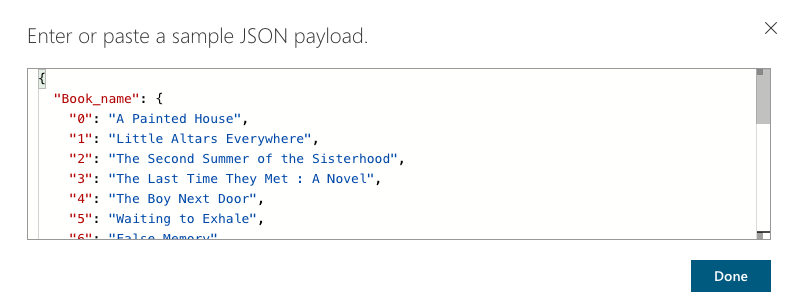 Enter or paste a sample JSON payload.
{
"Book_name": {
"0": "A Painted House",
"1": "Little Altars Everywhere",
"2": "The Second Summer of the Sisterhood",
"3": "The Last Time They Met : A Novel",
"4": "The Boy Next Door",
"5": "Waiting to Exhale",
"6": "False Memory"
Done